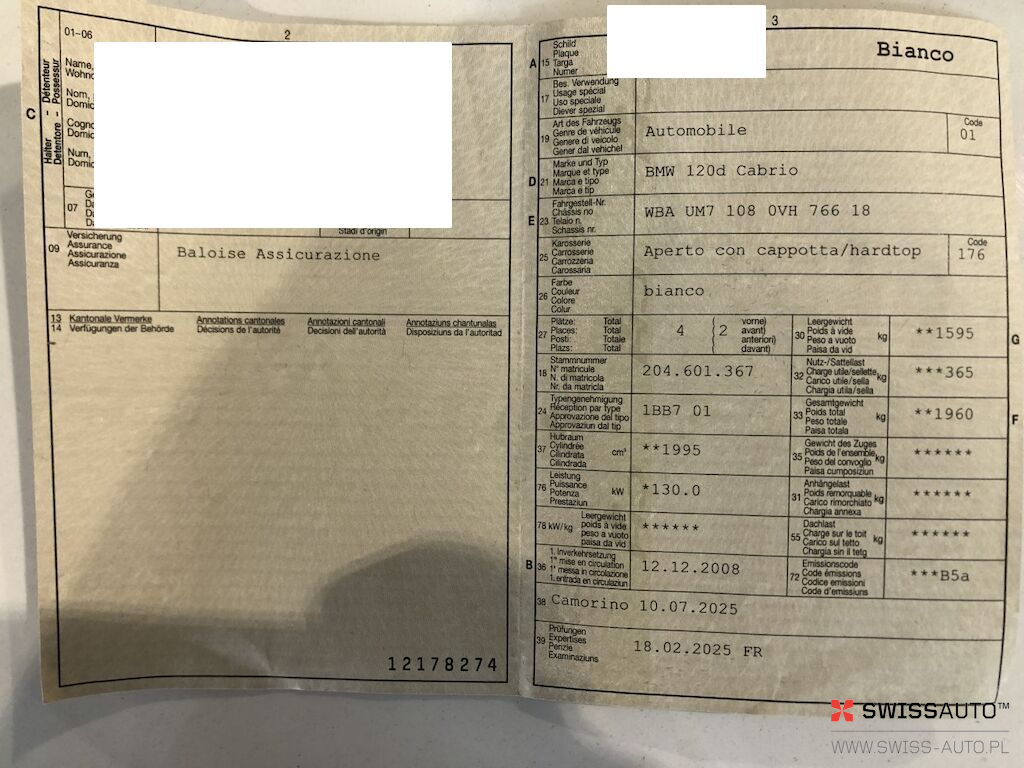 01-06
2
Détenteur
Possessur
Halter
Detentore
C
Name,
Nom,
Domic
Domic
Num,
Domic
07
Stadi d'origin
09
Versicherung
Assurance
Assicurazione
Assicuranza
Baloise Assicurazione
13 Kantonale Vermerke Annotations cantonales Annotazioni cantonali Annotaziuns chantunalas
14 Verfügungen der Behörde Décisions de l'autorité Decisioni dell'autorità Disposiziuns da l'autoritad
12178274
3
A 15
Schild
Plaque
Targa
Numer
Bianco
17
Bes. Verwendung
Usage spécial
Uso speciale
Diever spezial
19
Art des Fahrzeugs
Genre de véhicule
Genere di veicolo
Gener dal vehichel
Automobile
Code
01
D 21
Marke und Typ
Marque et type
Marca e tipo
Marca e tip
BMW 120d Cabrio
E 23
Fahrgestell-Nr.
Châssis no
Telaio n.
Schassis nr.
WBA UM7 108 0VH 766 18
25
Karosserie
Carrosserie
Carrozzeria
Carossaria
Aperto con cappotta/hardtop
Code
176
26
Farbe
Couleur
Colore
Colur
bianco
27
Plätze: Total
Places: Total
Posti: Totale
Plazs: Total
4
( 2
vorne)
avant)
anteriori)
davant)
30
Leergewicht
Poids à vide
Peso a vuoto
Paisa da vid
kg
**1595
G
18
Stammnummer
N° matricule
N. di matricola
Nr. da matricla
204.601.367
32
Nutz-/Sattellast
Charge utile/sellette
Carico utile/sella
Chargia utila/sella
kg
***365
24
Typengenehmigung
Réception par type
Approvazione del tipo
Approvaziun dal tip
1BB7 01
33
Gesamtgewicht
Poids total
Peso totale
Paisa totala
kg
**1960
F
37
Hubraum
Cylindrée
Cilindrata
Cilindrada
cm³
**1995
35
Gewicht des Zuges
Poids de l'ensemble
Peso del convoglio
Paisa cumposiziun
kg
******
76
Leistung
Puissance
Potenza
Prestaziun
kW
*130.0
31
Anhängelast
Poids remorquable
Carico rimorchiato
Chargia annexa
kg
******
78 kW/kg
Leergewicht
poids à vide
peso a vuoto
paisa da vid
******
55
Dachlast
Charge sur le toit
Carico sul tetto
Chargia sin il tetg
kg
******
B 36
1. Inverkehrsetzung
1re mise en circulation
1a messa in circolazione
1. entrada en circulaziun
12.12.2008
72
Emissionscode
Code émissions
Codice emissioni
Code d'emissiuns
***B5a
38 Camorino 10.07.2025
39
Prüfungen
Expertises
Perizie
Examinaziuns
18.02.2025 FR
SWISSAUTO™
WWW.SWISS-AUTO.PL